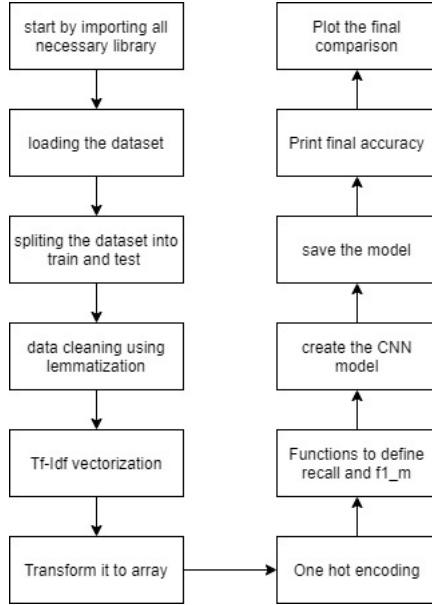 start by importing all
necessary library
loading the dataset
spliting the dataset into
train and test
data cleaning using
lemmatization
Tf-Idf vectorization
Transform it to array
One hot encoding
Functions to define
recall and f1_m
create the CNN
model
save the model
Print final accuracy
Plot the final
comparison